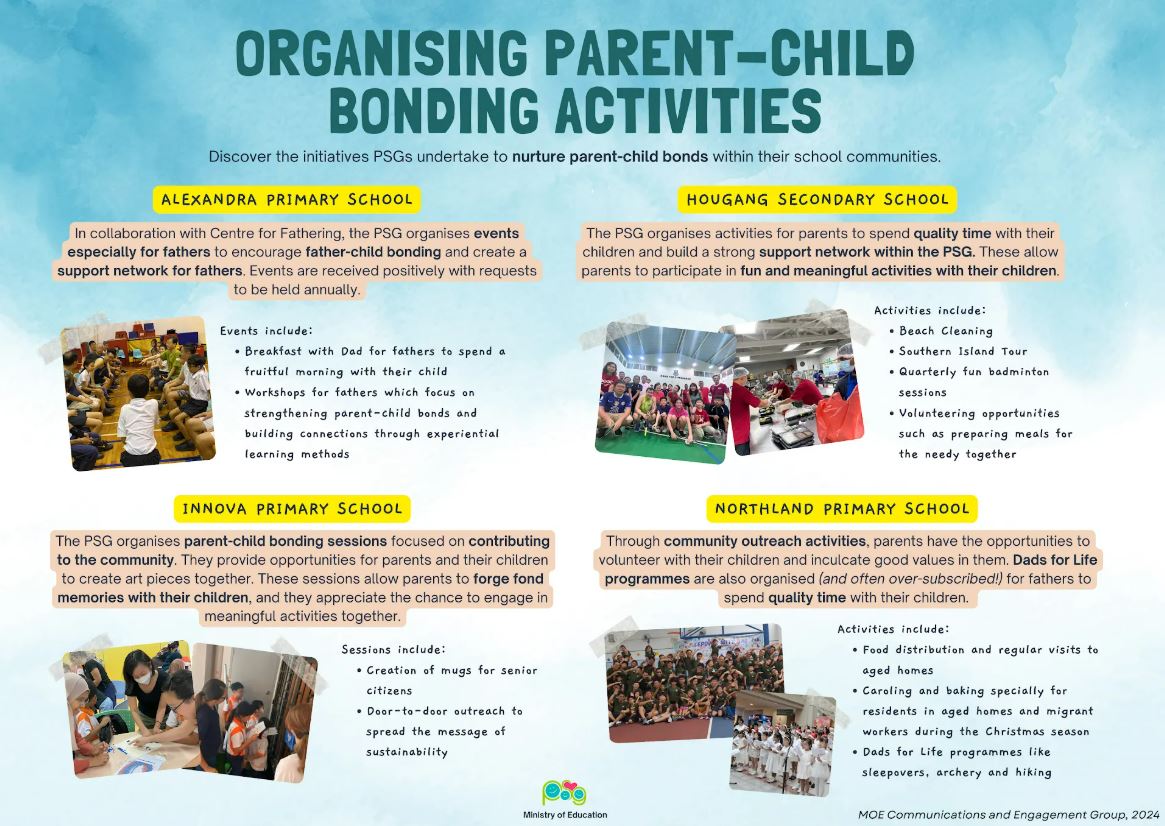 ORGANISING PARENT-CHILD
BONDING ACTIVITIES
Discover the initiatives PSGs undertake to nurture parent-child bonds within their school communities.
ALEXANDRA PRIMARY SCHOOL
In collaboration with Centre for Fathering, the PSG organises events
especially for fathers to encourage father-child bonding and create a
support network for fathers. Events are received positively with requests
to be held annually.
Events include:
• Breakfast with Dad for fathers to spend a
fruitful morning with their child
• Workshops for fathers which focus on
strengthening parent-child bonds and
building connections through experiential
learning methods
HOUGANG SECONDARY SCHOOL
The PSG organises activities for parents to spend quality time with their
children and build a strong support network within the PSG. These allow
parents to participate in fun and meaningful activities with their children.
Activities include:
• Beach Cleaning
• Southern Island Tour
• Quarterly fun badminton
sessions
• Volunteering opportunities
such as preparing meals for
the needy together
INNOVA PRIMARY SCHOOL
The PSG organises parent-child bonding sessions focused on contributing
to the community. They provide opportunities for parents and their children
to create art pieces together. These sessions allow parents to forge fond
memories with their children, and they appreciate the chance to engage in
meaningful activities together.
Sessions include:
• Creation of mugs for senior
citizens
• Door-to-door outreach to
spread the message of
sustainability
NORTHLAND PRIMARY SCHOOL
Through community outreach activities, parents have the opportunities to
volunteer with their children and inculcate good values in them. Dads for Life
programmes are also organised (and often over-subscribed!) for fathers to
spend quality time with their children.
Activities include:
• Food distribution and regular visits to
aged homes
• Caroling and baking specially for
residents in aged homes and migrant
workers during the Christmas season
• Dads for Life programmes like
sleepovers, archery and hiking
psg
Ministry of Education
MOE Communications and Engagement Group, 2024